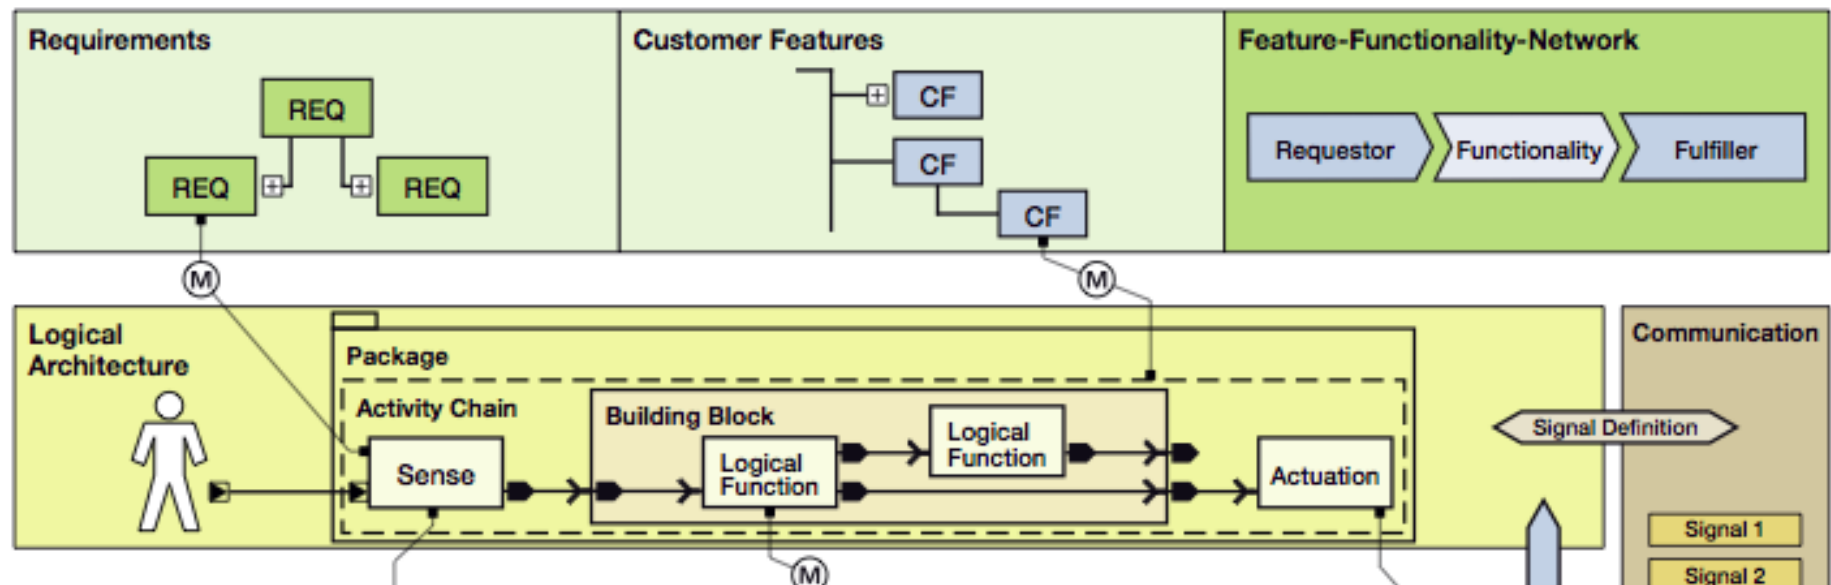 Requirements
REQ
REQ
REQ
Customer Features
CF
CF
CF
Feature-Functionality-Network
Requestor
Functionality
Fulfiller
M
M
Logical
Architecture
Package
Activity Chain
Sense
Building Block
Logical
Function
Logical
Function
Actuation
M
Communication
Signal Definition
Signal 1
Signal 2